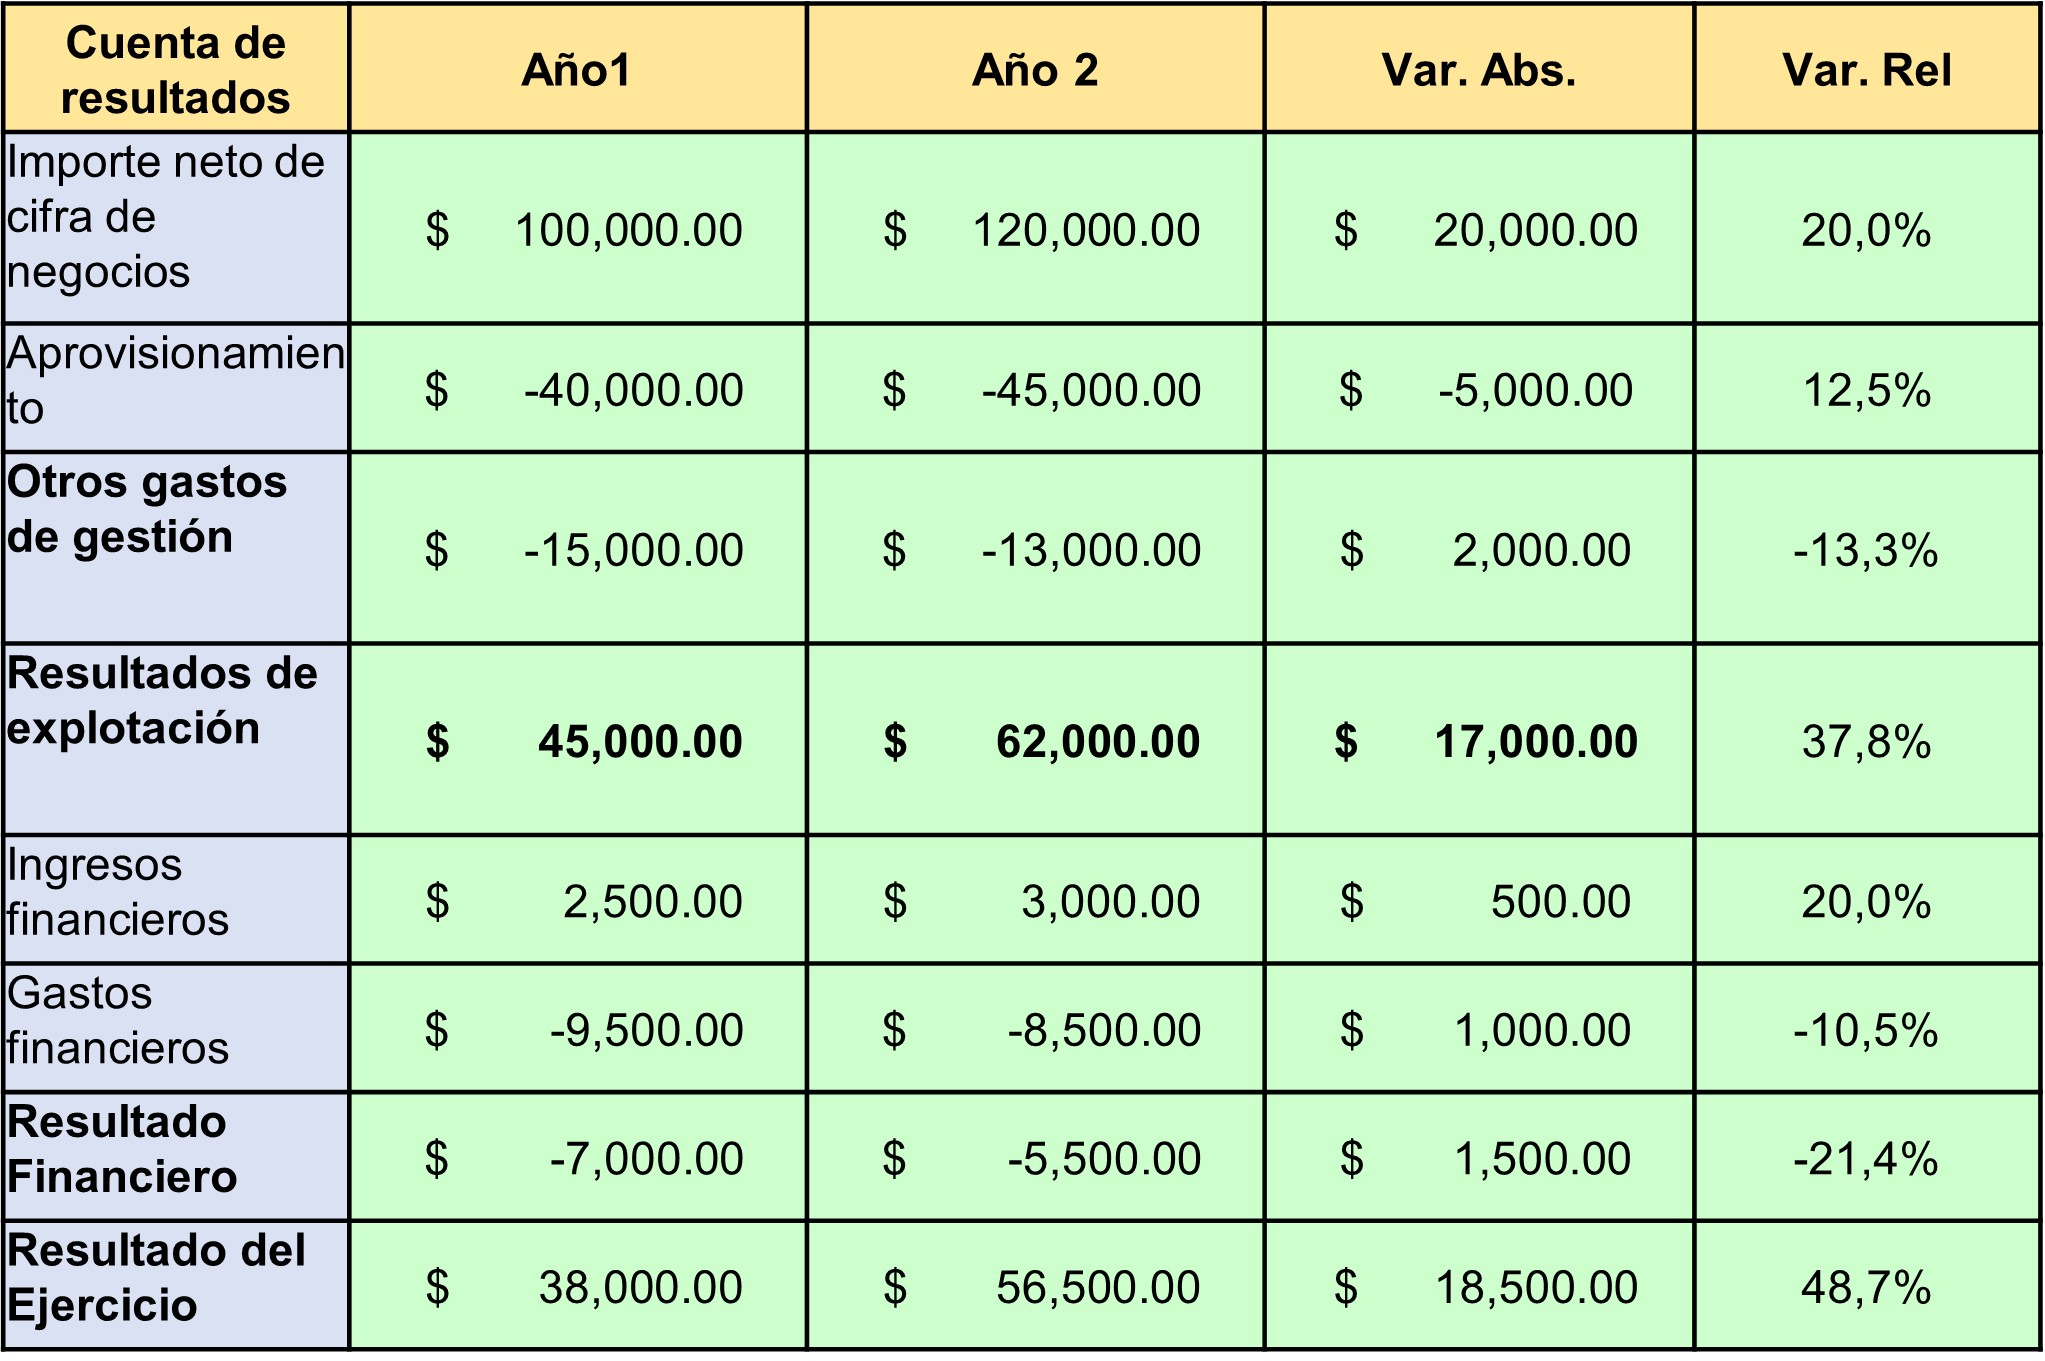 Cuenta de
resultados
Año1
Año 2
Var. Abs.
Var. Rel
Importe neto de
cifra de
negocios
$ 100,000.00
$ 120,000.00
$ 20,000.00
20,0%
Aprovisionamien
to
$ -40,000.00
$ -45,000.00
$ -5,000.00
12,5%
Otros gastos
de gestión
$ -15,000.00
$ -13,000.00
$ 2,000.00
-13,3%
Resultados de
explotación
$ 45,000.00
$ 62,000.00
$ 17,000.00
37,8%
Ingresos
financieros
$ 2,500.00
$ 3,000.00
$ 500.00
20,0%
Gastos
financieros
$ -9,500.00
$ -8,500.00
$ 1,000.00
-10,5%
Resultado
Financiero
$ -7,000.00
$ -5,500.00
$ 1,500.00
-21,4%
Resultado del
Ejercicio
$ 38,000.00
$ 56,500.00
$ 18,500.00
48,7%